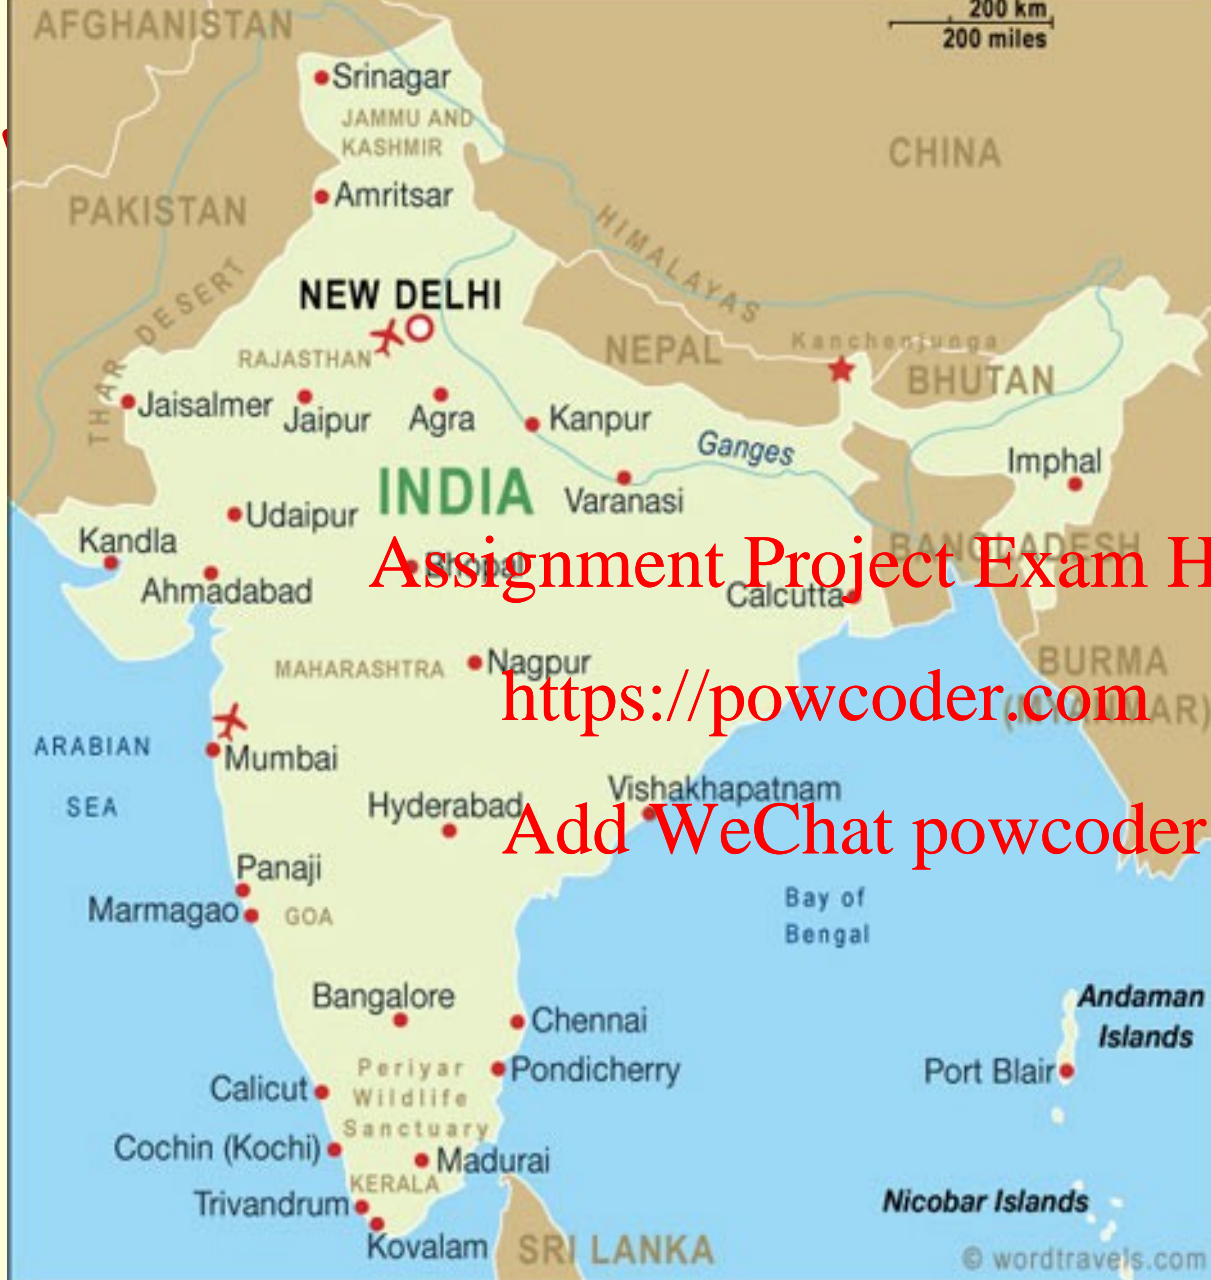 200 km
200 miles
AFGHANISTAN
Srinagar
JAMMU AND
KASHMIR
CHINA
Amritsar
PAKISTAN
HIMALAYAS
THAR DESERT
NEW DELHI
RAJASTHAN
NEPAL
Kanchenjunga
BHUTAN
Jaisalmer
Jaipur
Agra
Kanpur
Ganges
Imphal
INDIA
Varanasi
Udaipur
Kandla
BANGLADESH
Bhopal
Assignment Project Exam H
Ahmadabad
Calcutta
MAHARASHTRA
Nagpur
BURMA
(MYANMAR)
https://powcoder.com
ARABIAN
SEA
Mumbai
Vishakhapatnam
Hyderabad
Add WeChat powcoder
Panaji
Marmagao
GOA
Bay of
Bengal
Bangalore
Chennai
Andaman
Islands
Periyar
Wildlife
Sanctuary
Pondicherry
Port Blair
Calicut
Cochin (Kochi)
Madurai
KERALA
Trivandrum
Nicobar Islands
Kovalam
SRI LANKA
© wordtravels.com